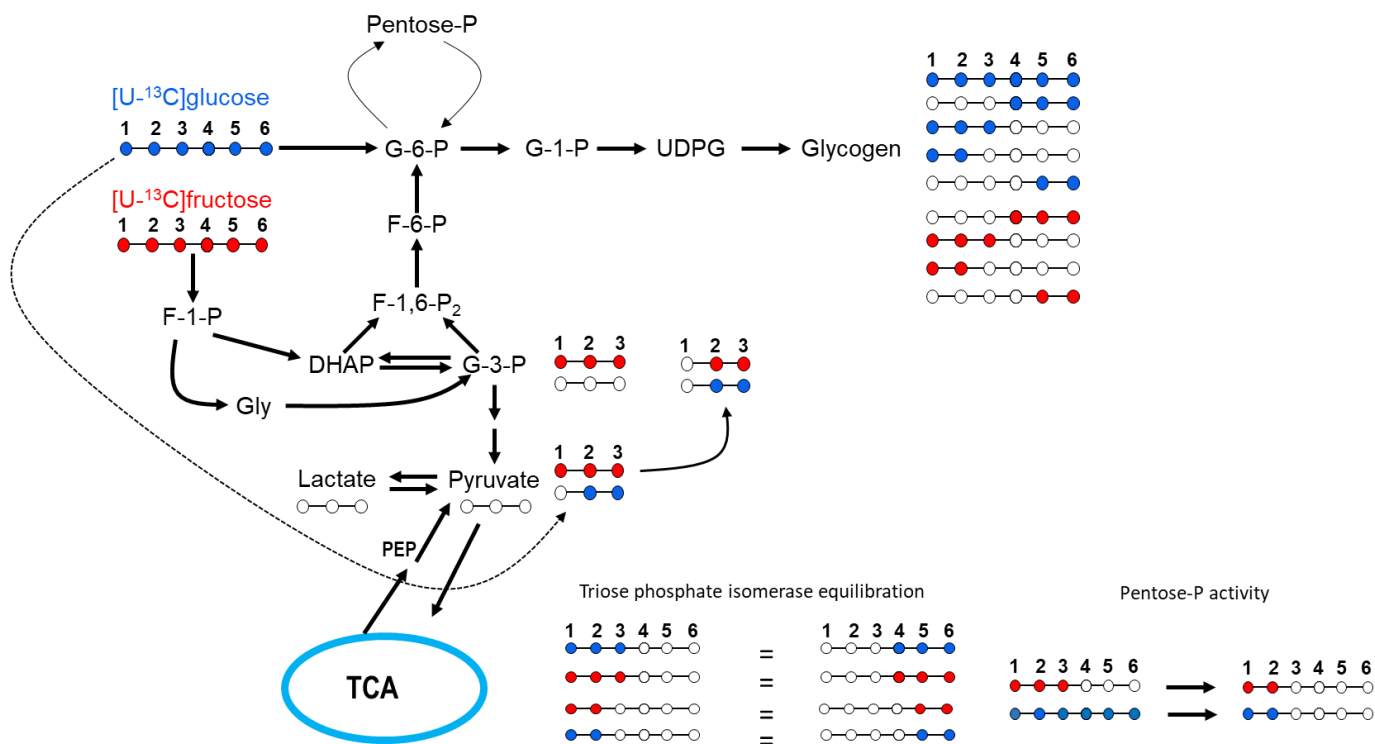 Pentose-P
1 2 3 4 5 6
[U-¹³C]glucose
1 2 3 4 5 6
G-6-P
G-1-P
UDPG
Glycogen
[U-¹³C]fructose
1 2 3 4 5 6
F-6-P
F-1,6-P₂
F-1-P
DHAP
G-3-P
1 2 3
1 2 3
Gly
Lactate
Pyruvate
1 2 3
PEP
TCA
Triose phosphate isomerase equilibration
1 2 3 4 5 6
1 2 3 4 5 6
=
=
=
=
Pentose-P activity
1 2 3 4 5 6
1 2 3 4 5 6